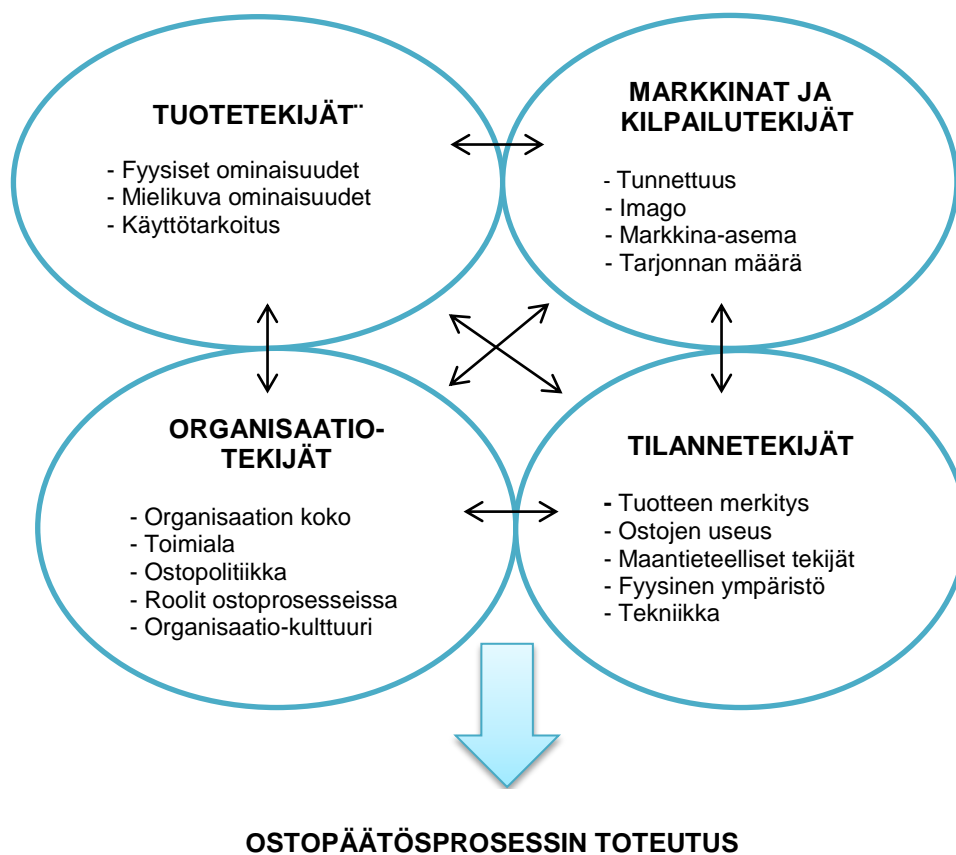 TUOTETEKIJÄT¨
- Fyysiset ominaisuudet
- Mielikuva ominaisuudet
- Käyttötarkoitus
MARKKINAT JA
KILPAILUTEKIJÄT
- Tunnettuus
- Imago
- Markkina-asema
- Tarjonnan määrä
ORGANISAATIO-
TEKIJÄT
- Organisaation koko
- Toimiala
- Ostopolitiikka
- Roolit ostoprosesseissa
- Organisaatio-kulttuuri
TILANNETEKIJÄT
- Tuotteen merkitys
- Ostojen useus
- Maantieteelliset tekijät
- Fyysinen ympäristö
- Tekniikka
OSTOPÄÄTÖSPROSESSIN TOTEUTUS